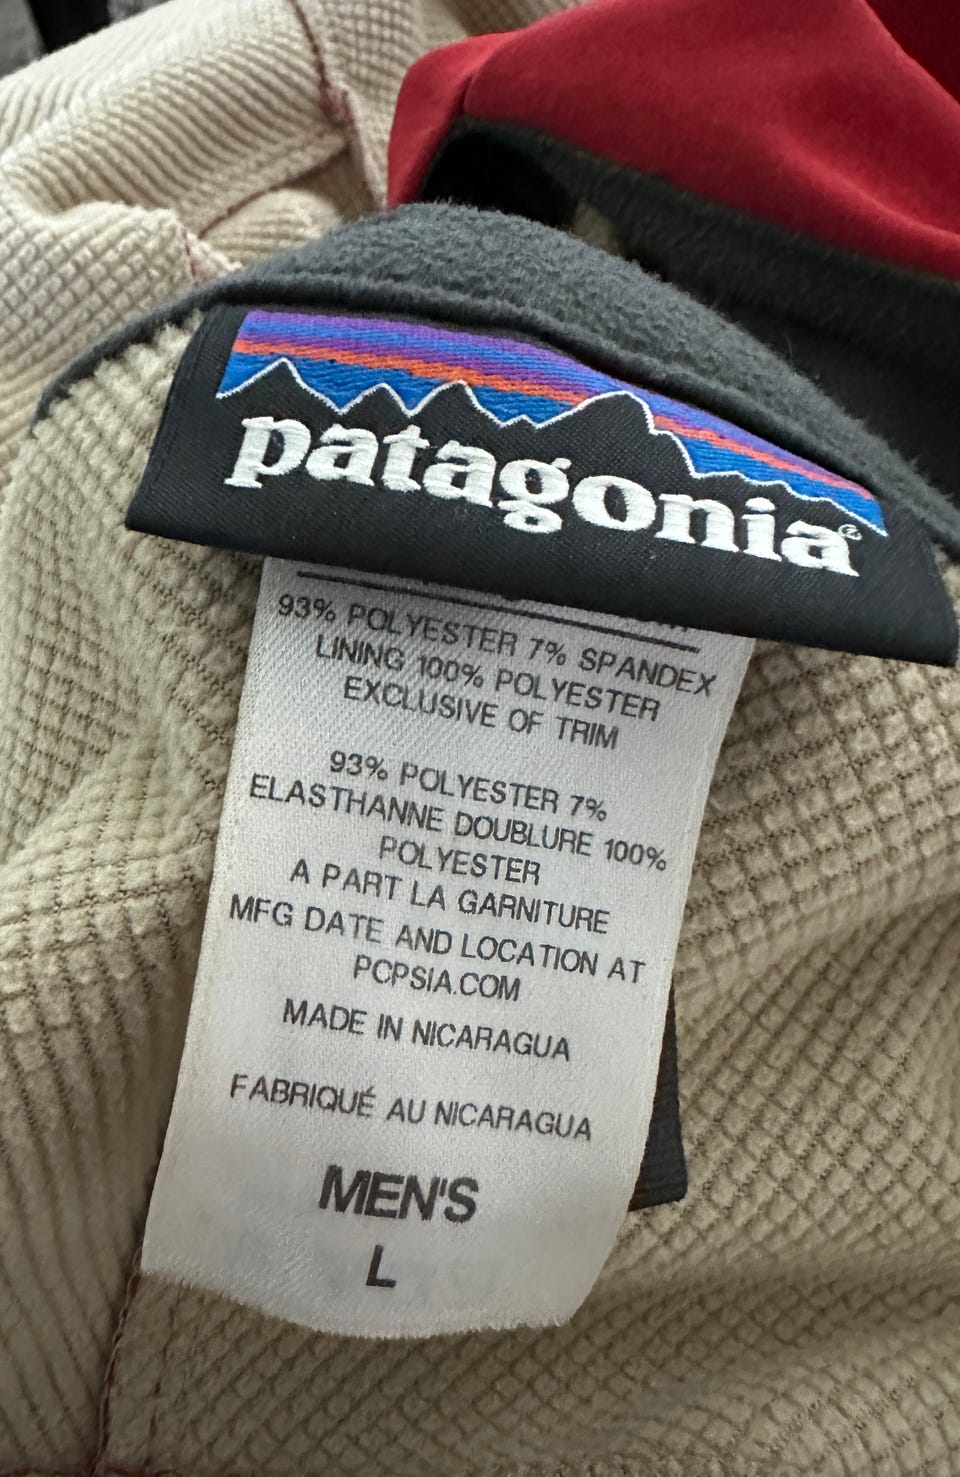 patagonia®
93% POLYESTER 7% SPANDEX
LINING 100% POLYESTER
EXCLUSIVE OF TRIM
93% POLYESTER 7%
ELASTHANNE DOUBLURE 100%
POLYESTER
A PART LA GARNITURE
MFG DATE AND LOCATION AT
PCPSIA.COM
MADE IN NICARAGUA
FABRIQUÉ AU NICARAGUA
MEN'S
L